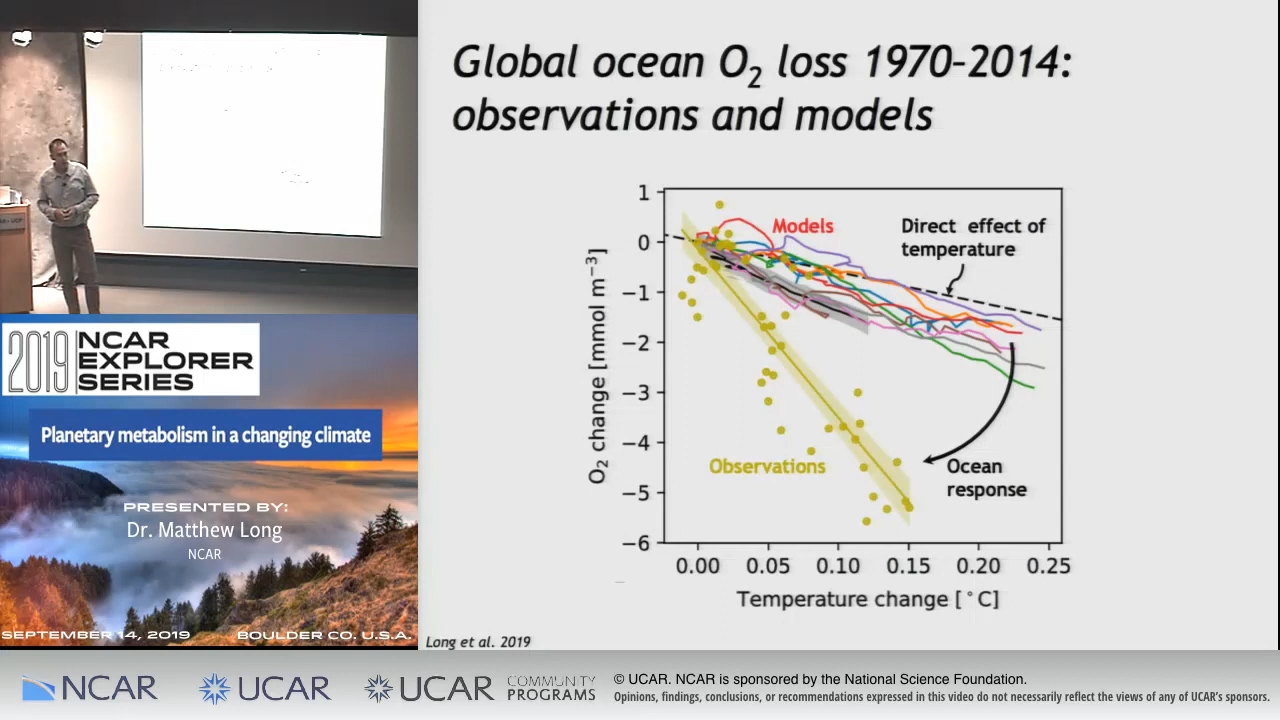 Global ocean O₂ loss 1970–2014:
observations and models
1
0
−1
−2
−3
−4
−5
−6
O₂ change [mmol m⁻³]
Models
Direct effect of
temperature
Observations
Ocean
response
0.00 0.05 0.10 0.15 0.20 0.25
Temperature change [°C]
Long et al. 2019
2019 NCAR
EXPLORER
SERIES
Planetary metabolism in a changing climate
PRESENTED BY:
Dr. Matthew Long
NCAR
SEPTEMBER 14, 2019 BOULDER CO. U.S.A.
NCAR UCAR UCAR COMMUNITY
PROGRAMS
© UCAR. NCAR is sponsored by the National Science Foundation.
Opinions, findings, conclusions, or recommendations expressed in this video do not necessarily reflect the views of any of UCAR's sponsors.